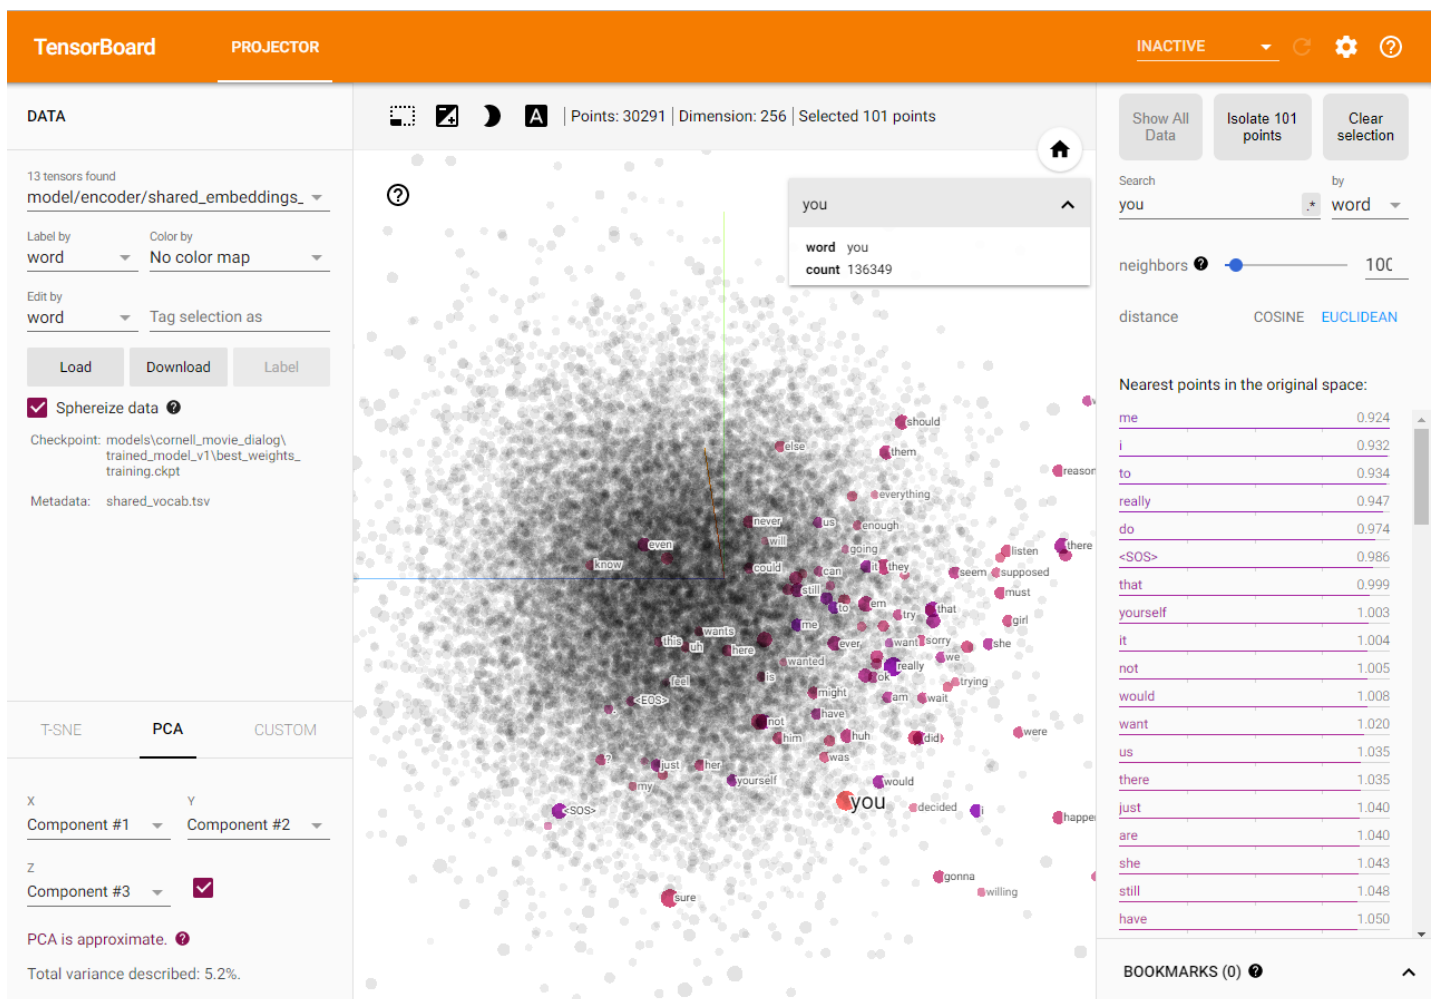 TensorBoard
PROJECTOR
INACTIVE
DATA
13 tensors found
model/encoder/shared_embeddings_
Label by
word
Color by
No color map
Edit by
word
Tag selection as
Load
Download
Label
Sphereize data
Checkpoint: models\cornell_movie_dialog\
trained_model_v1\best_weights_
training.ckpt
Metadata: shared_vocab.tsv
T-SNE
PCA
CUSTOM
X
Component #1
Y
Component #2
Z
Component #3
PCA is approximate.
Total variance described: 5.2%.
A
Points: 30291
Dimension: 256
Selected 101 points
you
word you
count 136349
should
else
them
reason
everything
never
us
enough
even
will
going
there
listen
know
could
can
it
they
seem
supposed
still
must
to
em
that
try
girl
me
this
wants
uh
here
ever
want
sorry
she
wanted
we
really
is
ok
feel
trying
<EOS>
might
am
wait
have
not
him
huh
did
were
?
just
her
was
my
yourself
would
<SOS>
you
decided
i
happe
gonna
willing
sure
Show All
Data
Isolate 101
points
Clear
selection
Search
you
.*
by
word
neighbors
100
distance
COSINE
EUCLIDEAN
Nearest points in the original space:
me 0.924
i 0.932
to 0.934
really 0.947
do 0.974
<SOS> 0.986
that 0.999
yourself 1.003
it 1.004
not 1.005
would 1.008
want 1.020
us 1.035
there 1.035
just 1.040
are 1.040
she 1.043
still 1.048
have 1.050
BOOKMARKS (0)